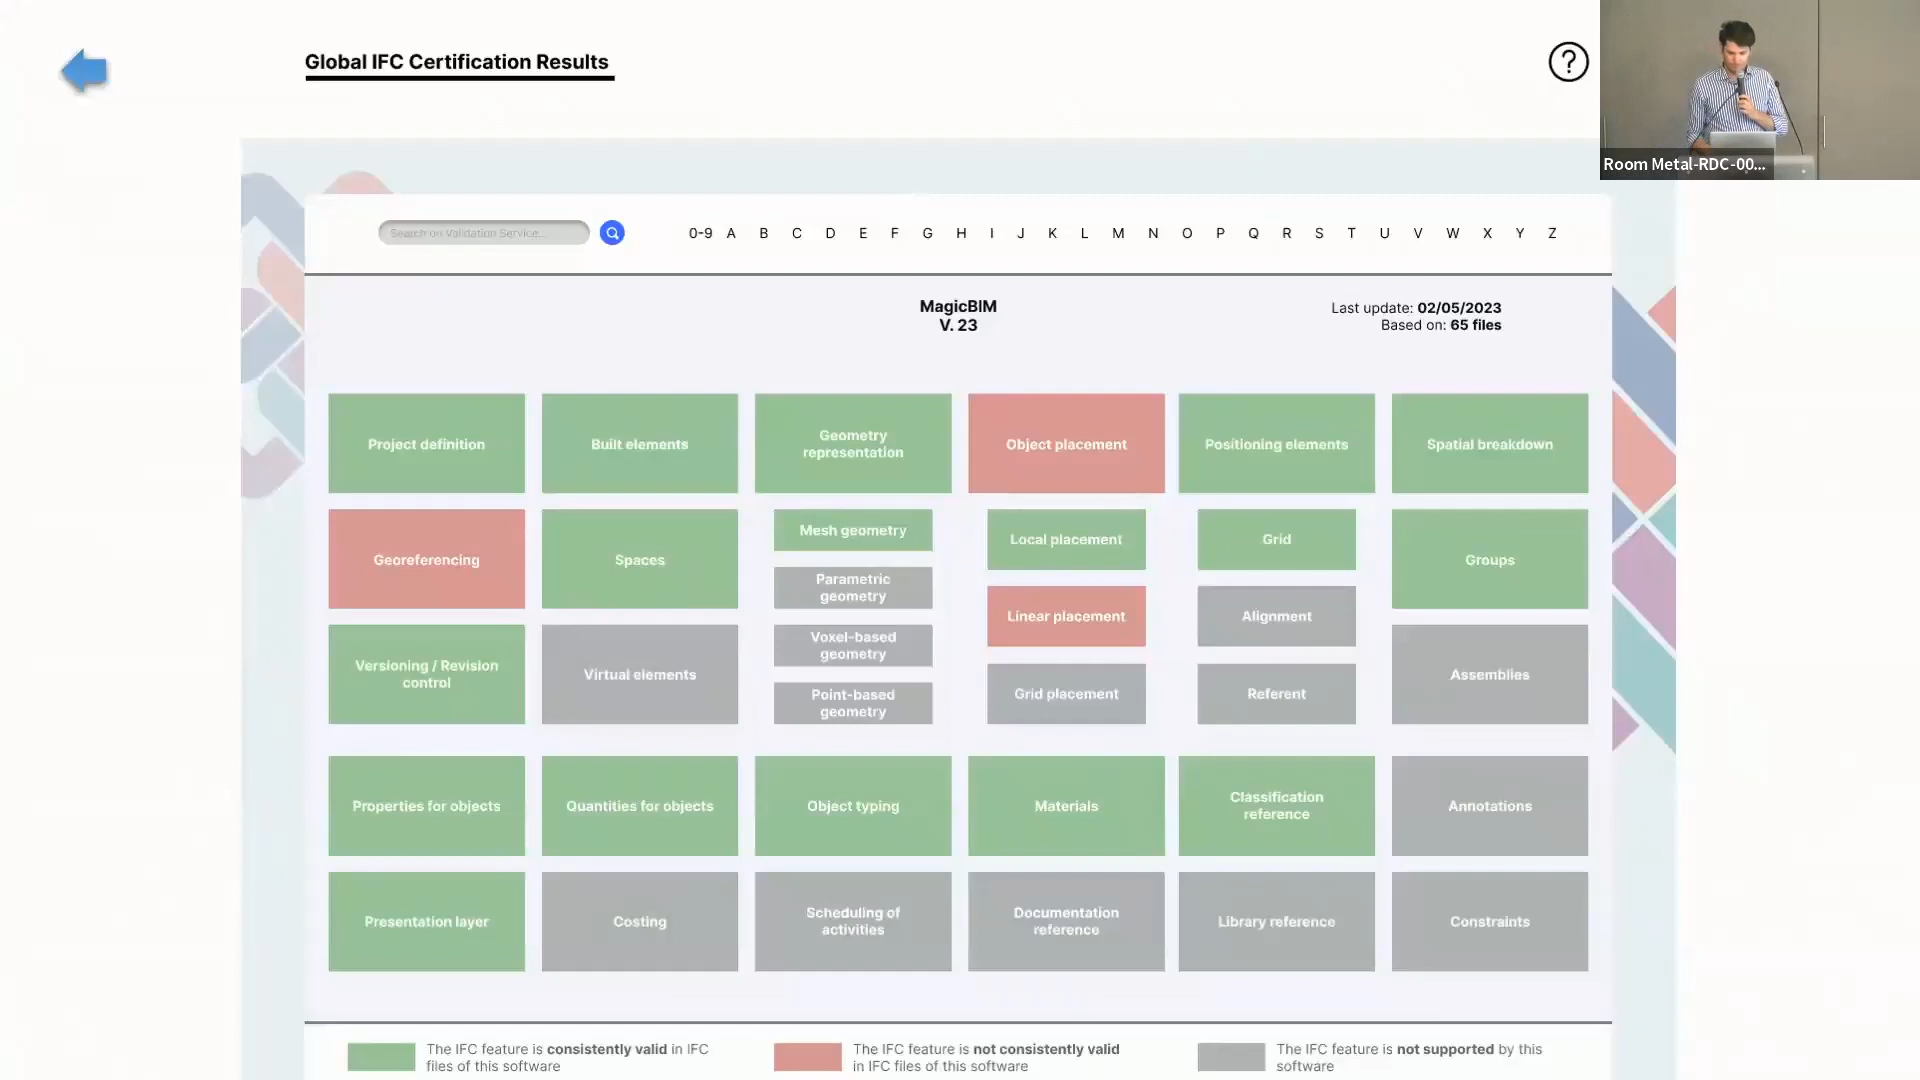 Global IFC Certification Results
?
Room Metal-RDC-00...
Search on Validation Service...
0-9 A B C D E F G H I J K L M N O P Q R S T U V W X Y Z
MagicBIM
V. 23
Last update: 02/05/2023
Based on: 65 files
Project definition
Built elements
Geometry
representation
Object placement
Positioning elements
Spatial breakdown
Georeferencing
Spaces
Mesh geometry
Parametric
geometry
Local placement
Grid
Groups
Versioning / Revision
control
Virtual elements
Voxel-based
geometry
Point-based
geometry
Linear placement
Grid placement
Alignment
Referent
Assemblies
Properties for objects
Quantities for objects
Object typing
Materials
Classification
reference
Annotations
Presentation layer
Costing
Scheduling of
activities
Documentation
reference
Library reference
Constraints
The IFC feature is consistently valid in IFC
files of this software
The IFC feature is not consistently valid
in IFC files of this software
The IFC feature is not supported by this
software